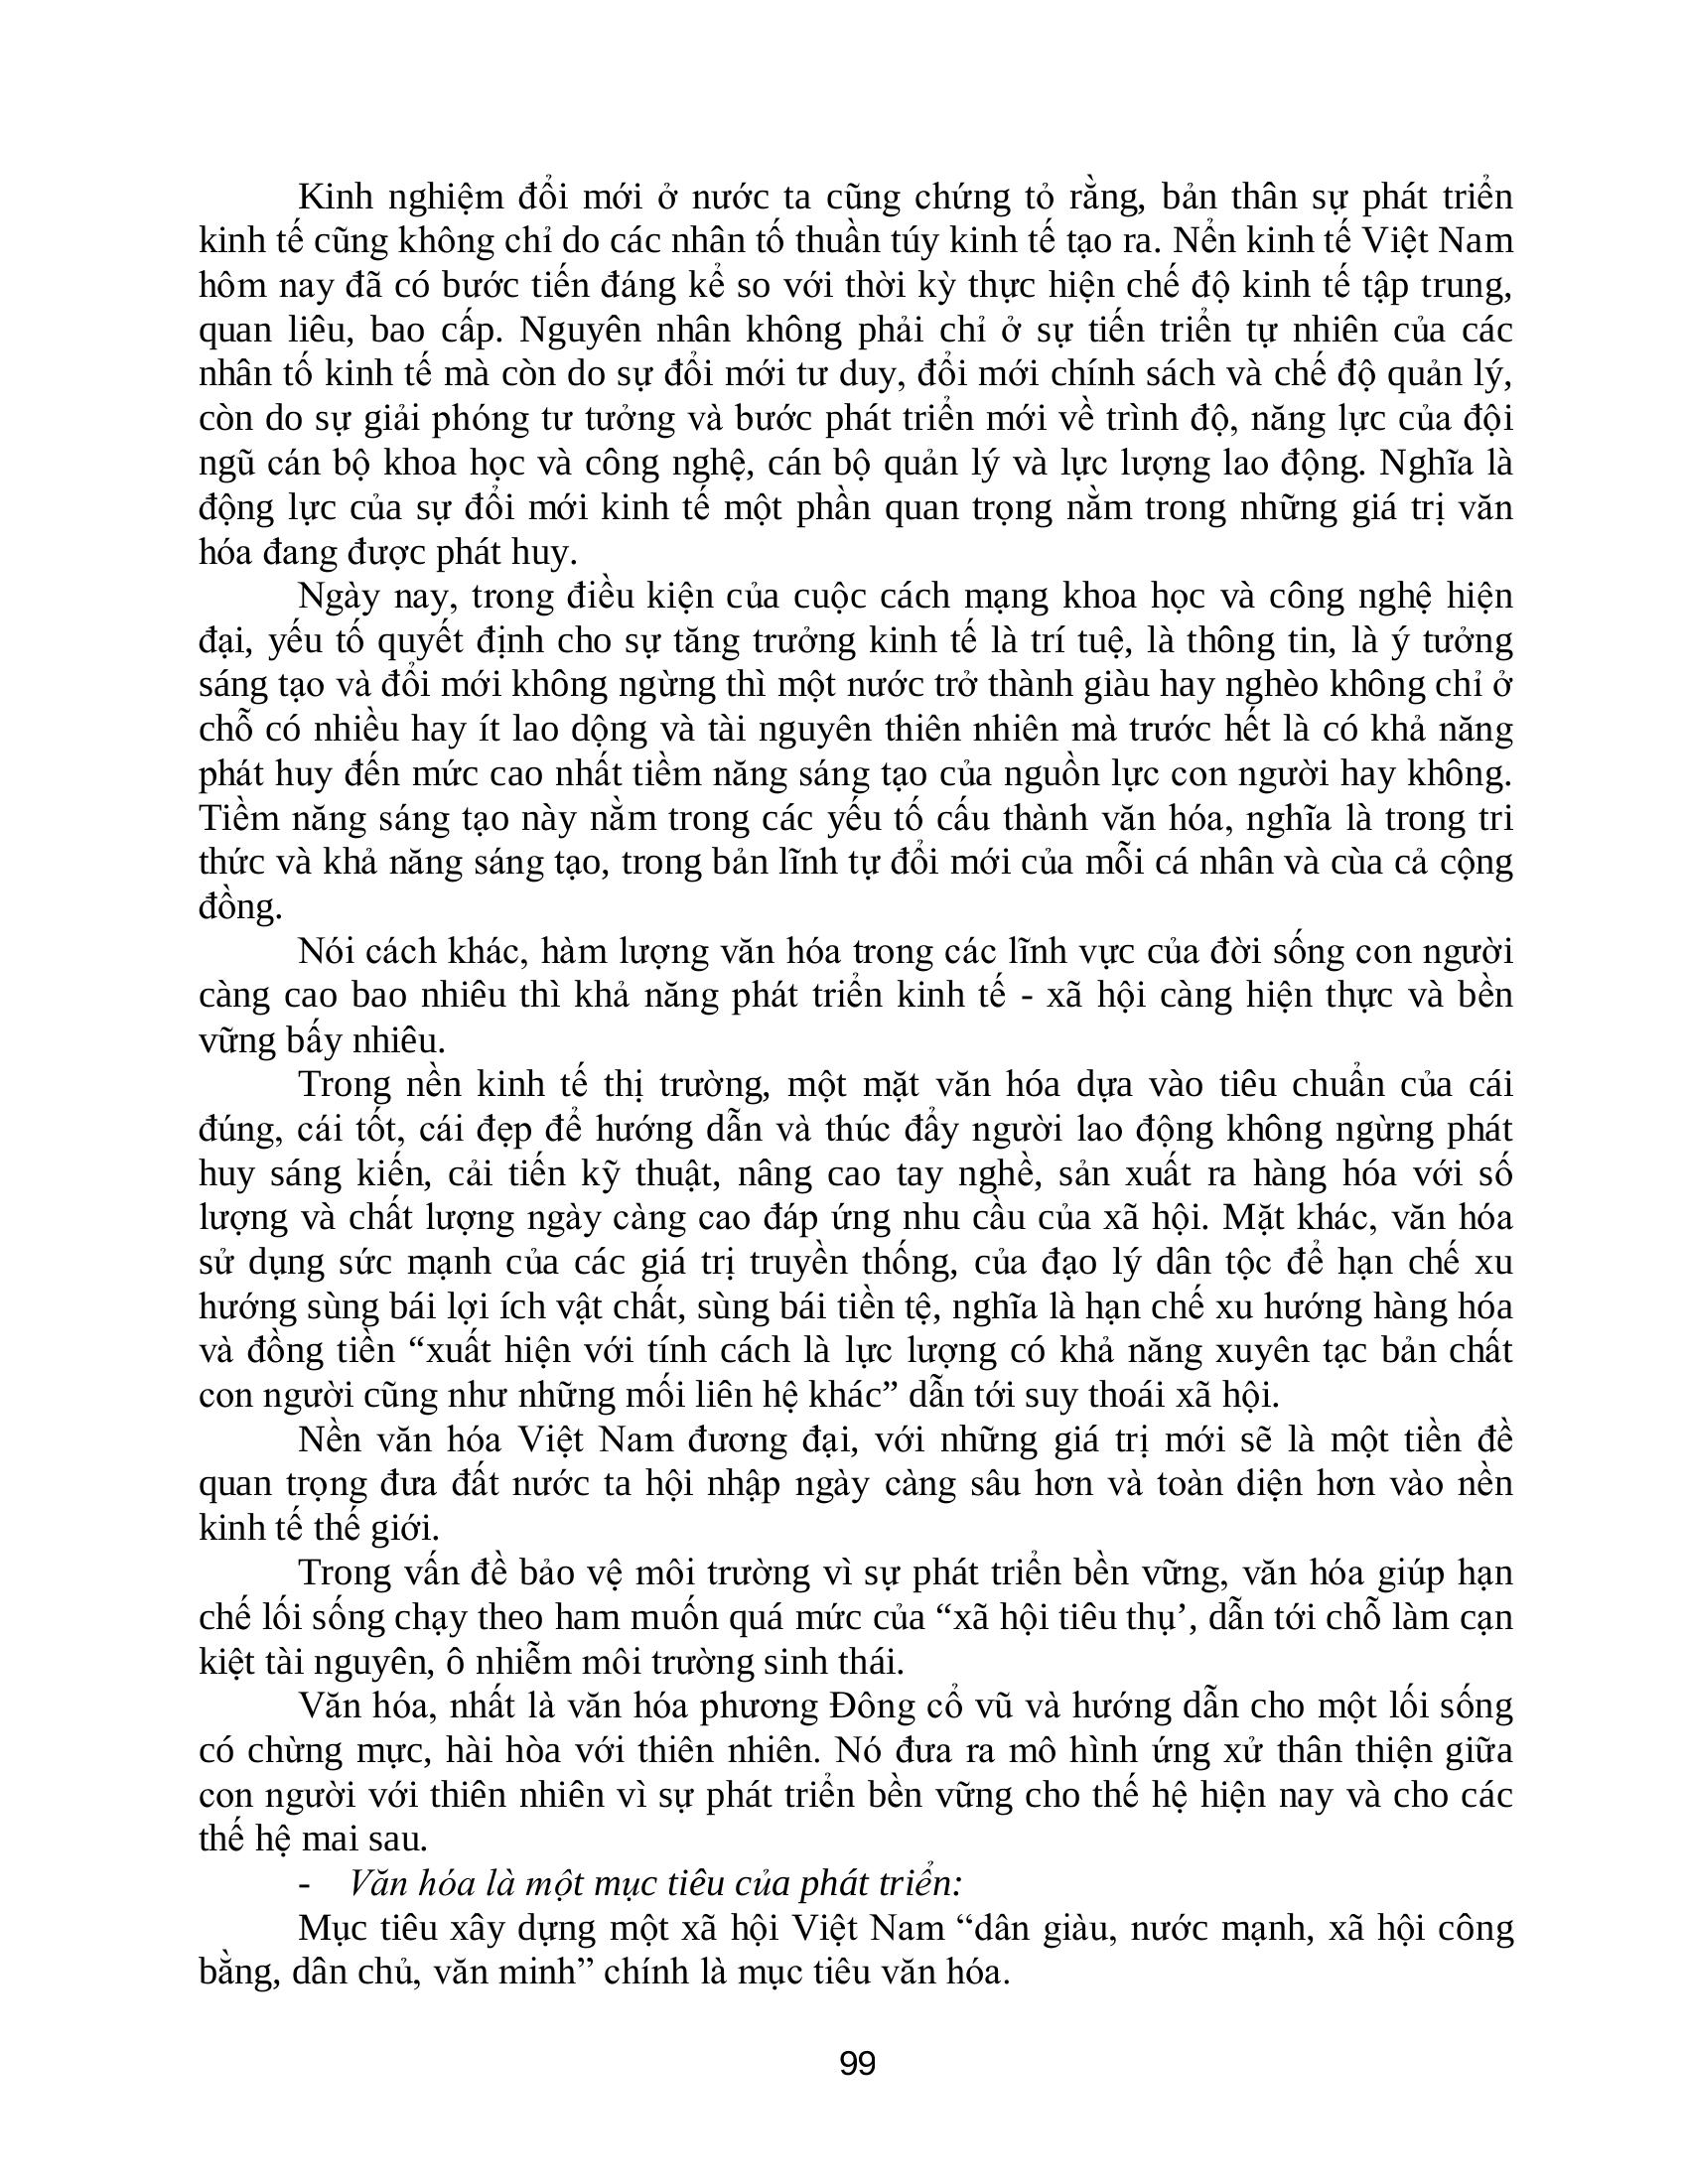 Kinh nghiệm đổi mới ở nước ta cũng chứng tỏ rằng, bản thân sự phát triển
kinh tế cũng không chỉ do các nhân tố thuần túy kinh tế tạo ra. Nển kinh tế Việt Nam
hôm nay đã có bước tiến đáng kể so với thời kỳ thực hiện chế độ kinh tế tập trung,
quan liêu, bao cấp. Nguyên nhân không phải chỉ ở sự tiến triển tự nhiên của các
nhân tố kinh tế mà còn do sự đổi mới tư duy, đổi mới chính sách và chế độ quản lý,
còn do sự giải phóng tư tưởng và bước phát triển mới về trình độ, năng lực của đội
ngũ cán bộ khoa học và công nghệ, cán bộ quản lý và lực lượng lao động. Nghĩa là
động lực của sự đổi mới kinh tế một phần quan trọng nằm trong những giá trị văn
hóa đang được phát huy.
Ngày nay, trong điều kiện của cuộc cách mạng khoa học và công nghệ hiện
đại, yếu tố quyết định cho sự tăng trưởng kinh tế là trí tuệ, là thông tin, là ý tưởng
sáng tạo và đổi mới không ngừng thì một nước trở thành giàu hay nghèo không chỉ ở
chỗ có nhiều hay ít lao dộng và tài nguyên thiên nhiên mà trước hết là có khả năng
phát huy đến mức cao nhất tiềm năng sáng tạo của nguồn lực con người hay không.
Tiềm năng sáng tạo này nằm trong các yếu tố cấu thành văn hóa, nghĩa là trong tri
thức và khả năng sáng tạo, trong bản lĩnh tự đổi mới của mỗi cá nhân và cùa cả cộng
đồng.
Nói cách khác, hàm lượng văn hóa trong các lĩnh vực của đời sống con người
càng cao bao nhiêu thì khả năng phát triển kinh tế - xã hội càng hiện thực và bền
vững bấy nhiêu.
Trong nền kinh tế thị trường, một mặt văn hóa dựa vào tiêu chuẩn của cái
đúng, cái tốt, cái đẹp để hướng dẫn và thúc đẩy người lao động không ngừng phát
huy sáng kiến, cải tiến kỹ thuật, nâng cao tay nghề, sản xuất ra hàng hóa với số
lượng và chất lượng ngày càng cao đáp ứng nhu cầu của xã hội. Mặt khác, văn hóa
sử dụng sức mạnh của các giá trị truyền thống, của đạo lý dân tộc để hạn chế xu
hướng sùng bái lợi ích vật chất, sùng bái tiền tệ, nghĩa là hạn chế xu hướng hàng hóa
và đồng tiền “xuất hiện với tính cách là lực lượng có khả năng xuyên tạc bản chất
con người cũng như những mối liên hệ khác” dẫn tới suy thoái xã hội.
Nền văn hóa Việt Nam đương đại, với những giá trị mới sẽ là một tiền đề
quan trọng đưa đất nước ta hội nhập ngày càng sâu hơn và toàn diện hơn vào nền
kinh tế thế giới.
Trong vấn đề bảo vệ môi trường vì sự phát triển bền vững, văn hóa giúp hạn
chế lối sống chạy theo ham muốn quá mức của “xã hội tiêu thụ’, dẫn tới chỗ làm cạn
kiệt tài nguyên, ô nhiễm môi trường sinh thái.
Văn hóa, nhất là văn hóa phương Đông cổ vũ và hướng dẫn cho một lối sống
có chừng mực, hài hòa với thiên nhiên. Nó đưa ra mô hình ứng xử thân thiện giữa
con người với thiên nhiên vì sự phát triển bền vững cho thế hệ hiện nay và cho các
thế hệ mai sau.
- Văn hóa là một mục tiêu của phát triển:
Mục tiêu xây dựng một xã hội Việt Nam “dân giàu, nước mạnh, xã hội công
bằng, dân chủ, văn minh” chính là mục tiêu văn hóa.
99